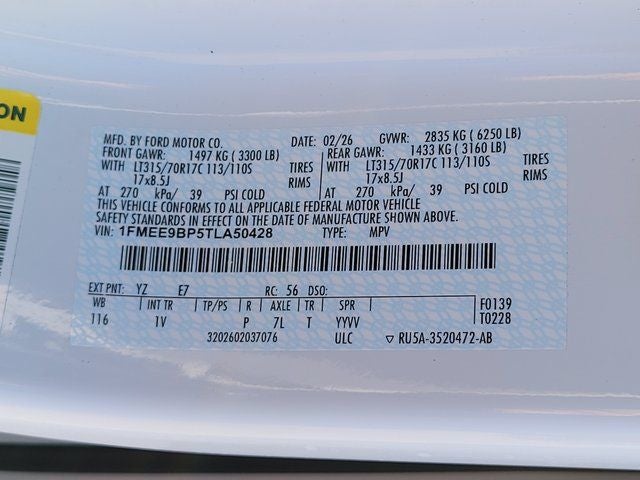 ON
MFD. BY FORD MOTOR CO. DATE: 02/26 GVWR: 2835 KG ( 6250 LB)
FRONT GAWR: 1497 KG ( 3300 LB) REAR GAWR: 1433 KG ( 3160 LB)
WITH LT315/70R17C 113/110S TIRES WITH LT315/70R17C 113/110S TIRES
17x8.5J RIMS 17x8.5J RIMS
AT 270 kPa/ 39 PSI COLD AT 270 kPa/ 39 PSI COLD
THIS VEHICLE CONFORMS TO ALL APPLICABLE FEDERAL MOTOR VEHICLE
SAFETY STANDARDS IN EFFECT ON THE DATE OF MANUFACTURE SHOWN ABOVE.
VIN: 1FMEE9BP5TLA50428 TYPE: MPV
EXT PNT: YZ E7 RC: 56 DSO:
WB INT TR TP/PS R AXLE TR SPR F0139
116 1V P 7L T YYVV T0228
3202602037076 ULC RU5A-3520472-AB